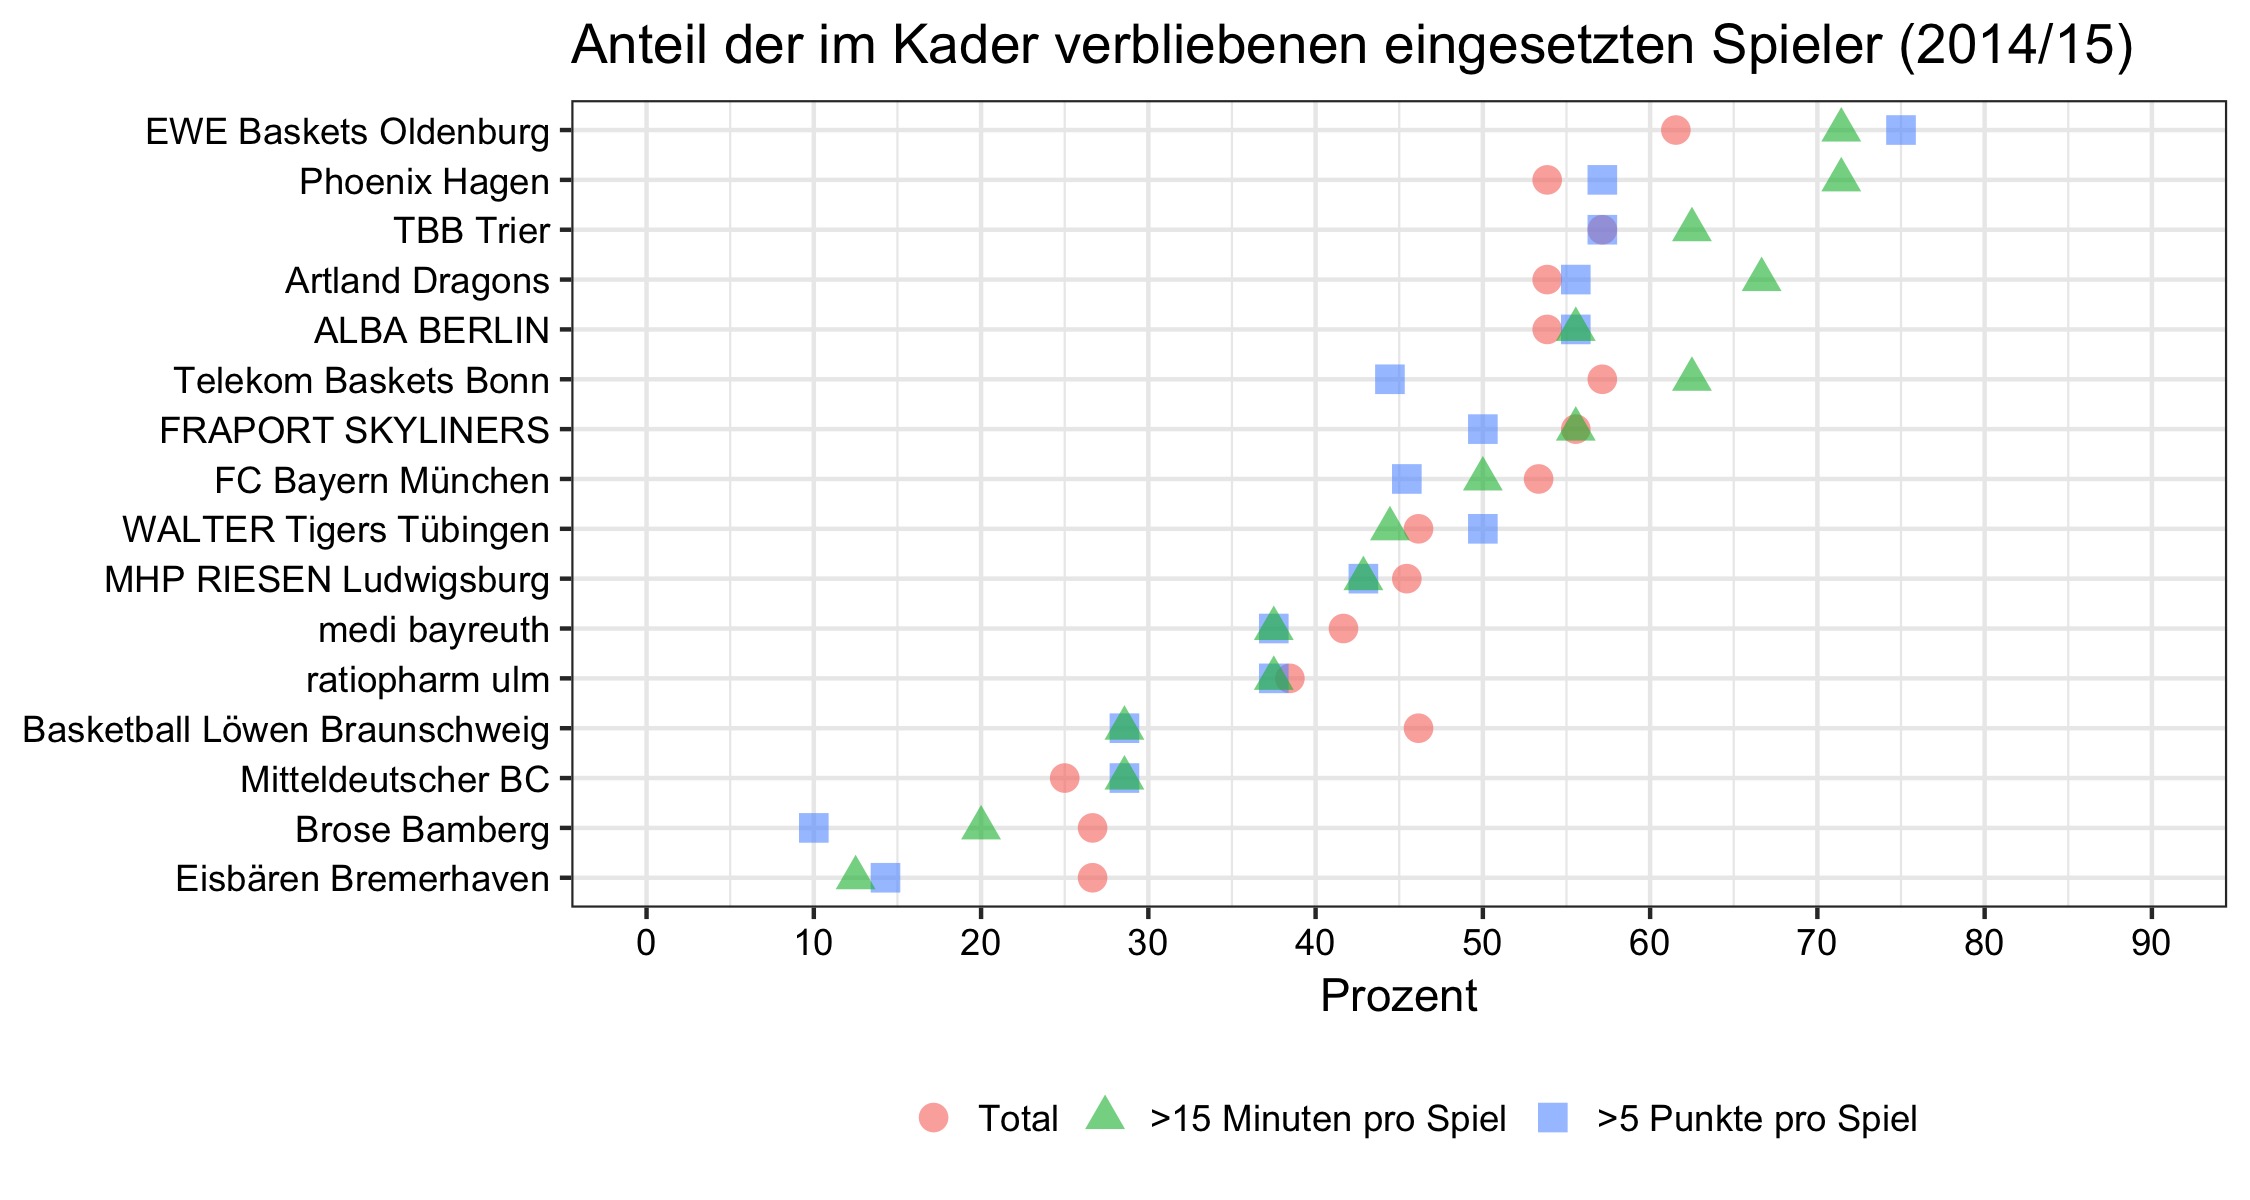 Anteil der im Kader verbliebenen eingesetzten Spieler (2014/15)
EWE Baskets Oldenburg
Phoenix Hagen
TBB Trier
Artland Dragons
ALBA BERLIN
Telekom Baskets Bonn
FRAPORT SKYLINERS
FC Bayern München
WALTER Tigers Tübingen
MHP RIESEN Ludwigsburg
medi bayreuth
ratiopharm ulm
Basketball Löwen Braunschweig
Mitteldeutscher BC
Brose Bamberg
Eisbären Bremerhaven
0 10 20 30 40 50 60 70 80 90
Prozent
Total >15 Minuten pro Spiel >5 Punkte pro Spiel